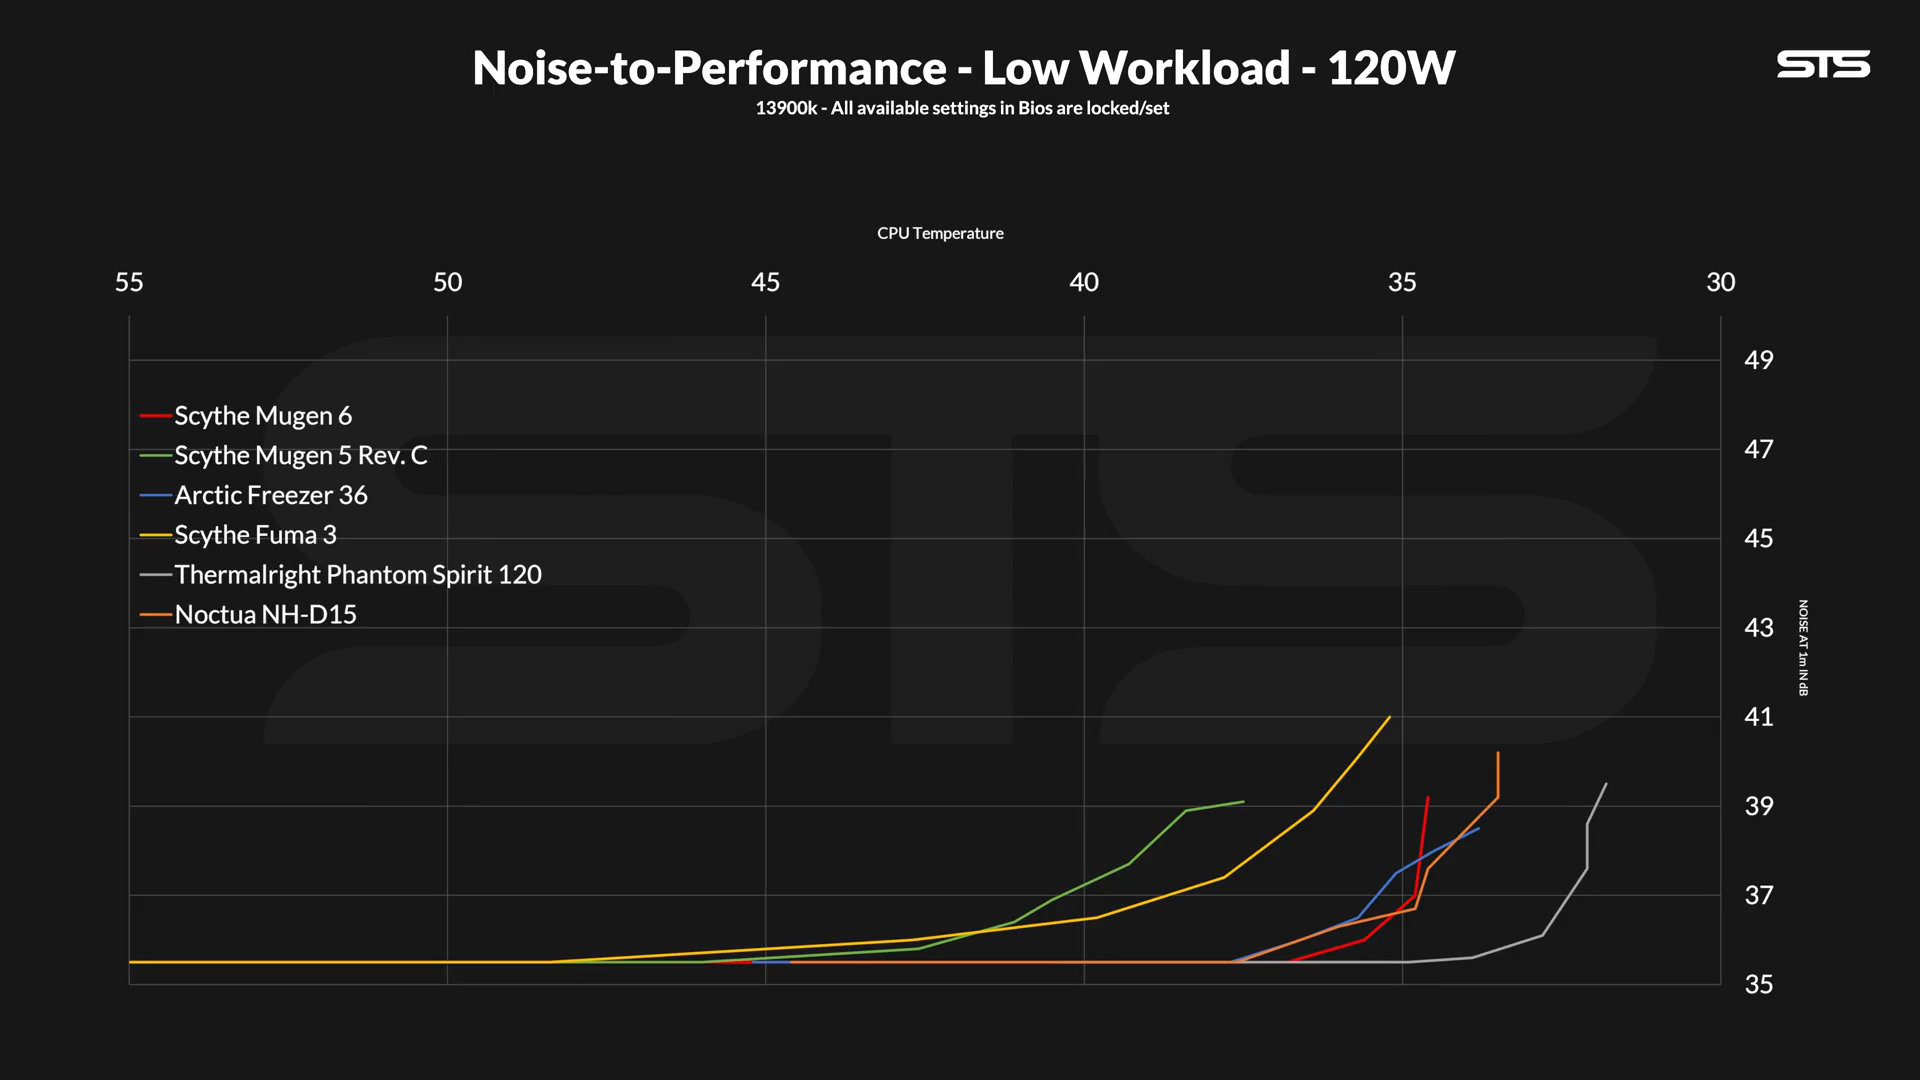 Noise-to-Performance - Low Workload - 120W
STS
13900k - All available settings in Bios are locked/set
CPU Temperature
55 50 45 40 35 30
49
Scythe Mugen 6
47
Scythe Mugen 5 Rev. C
Arctic Freezer 36
Scythe Fuma 3
45
Thermalright Phantom Spirit 120
Noctua NH-D15
43
NOISE AT 1m IN dB
41
39
37
35
STS